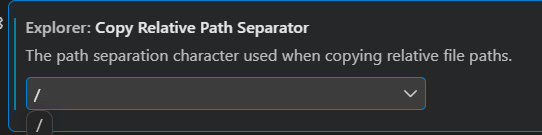 Explorer: Copy Relative Path Separator
The path separation character used when copying relative file paths.
/
/